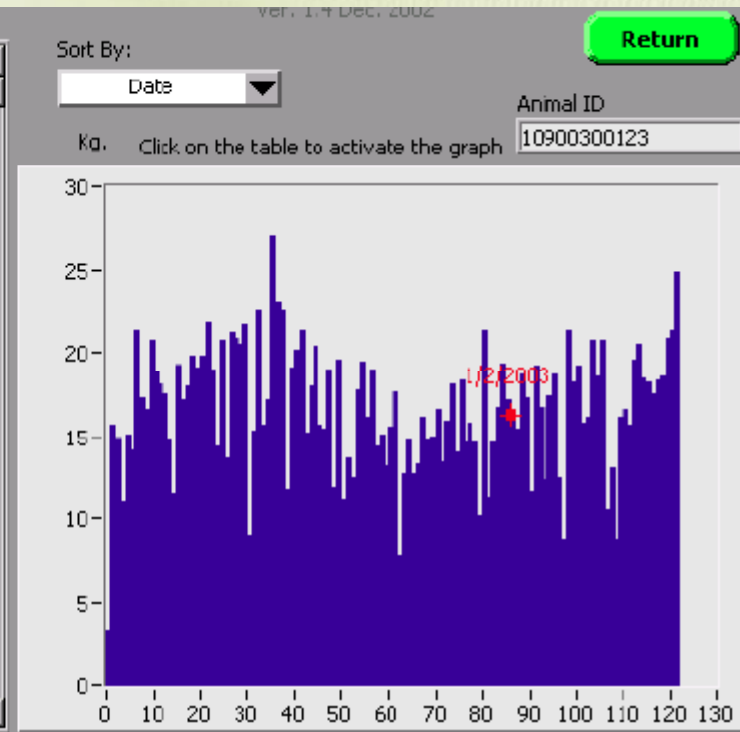 Ver. 1.4 Dec. 2002
Return
Sort By:
Date
Animal ID
10900300123
Kg.
Click on the table to activate the graph
30
25
20
15
10
5
0
1/2/2003
0 10 20 30 40 50 60 70 80 90 100 110 120 130